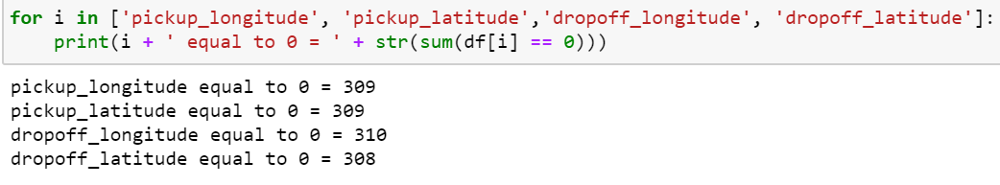 for i in ['pickup_longitude', 'pickup_latitude','dropoff_longitude', 'dropoff_latitude']:
    print(i + ' equal to 0 = ' + str(sum(df[i] == 0)))
pickup_longitude equal to 0 = 309
pickup_latitude equal to 0 = 309
dropoff_longitude equal to 0 = 310
dropoff_latitude equal to 0 = 308